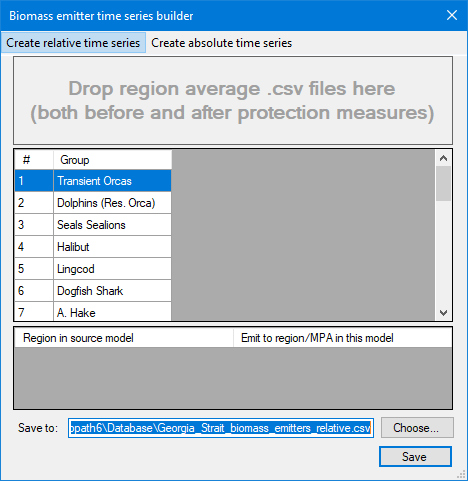 Biomass emitter time series builder
Create relative time series Create absolute time series
Drop region average .csv files here
(both before and after protection measures)
# Group
1 Transient Orcas
2 Dolphins (Res. Orca)
3 Seals Sealions
4 Halibut
5 Lingcod
6 Dogfish Shark
7 A. Hake
Region in source model Emit to region/MPA in this model
Save to: opath6\Database\Georgia_Strait_biomass_emitters_relative.csv Choose...
Save